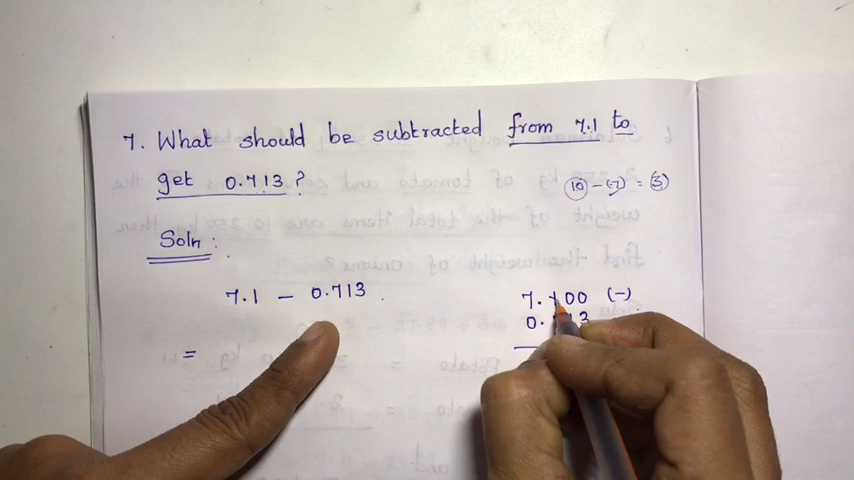 7. What should be subtracted from 7.1 to
get 0.713?
10 - (7) = (3)
Soln:
7.1 - 0.713
7.100 (-)
=